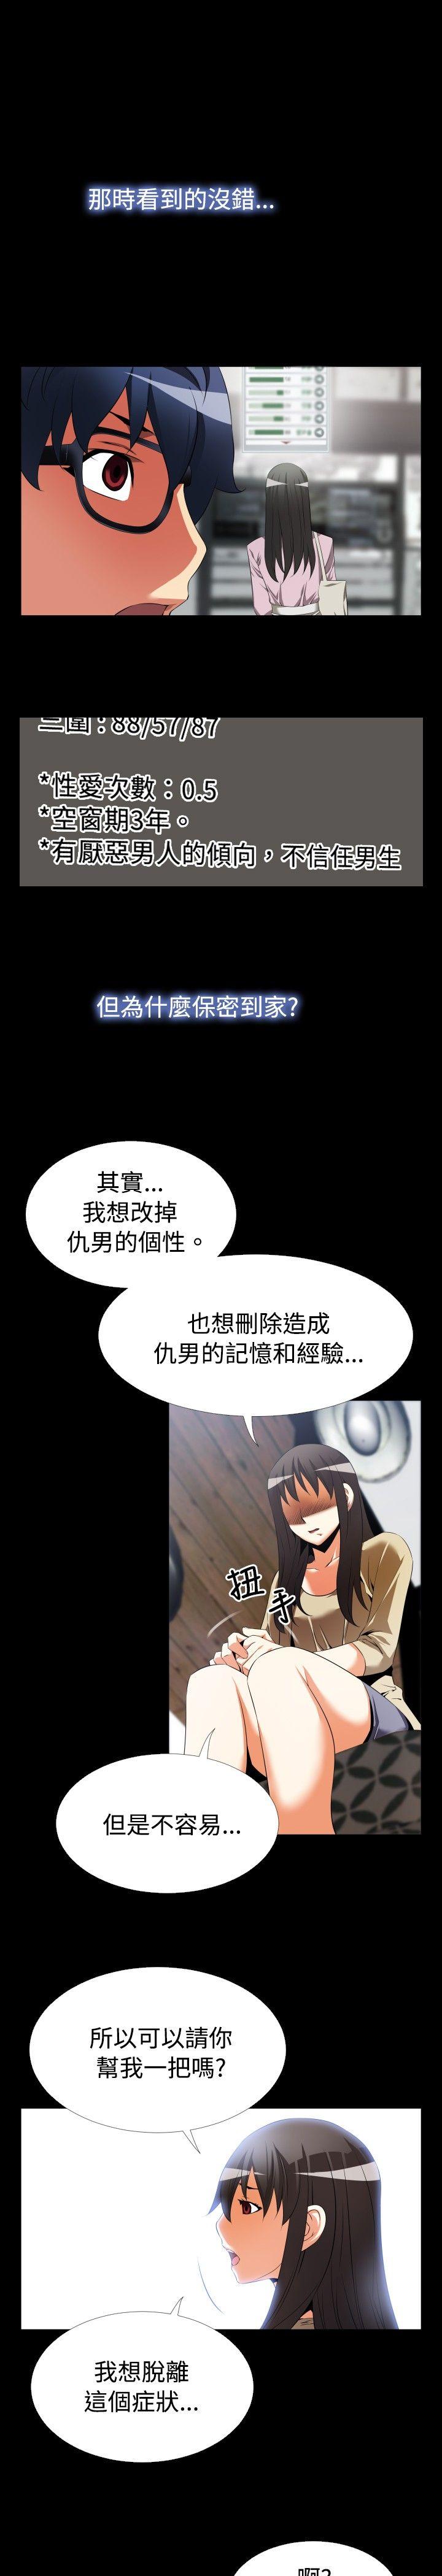 那時看到的沒錯...
三圍：88/57/87
*性愛次數：0.5
*空窗期3年。
*有厭惡男人的傾向，不信任男生
但為什麼保密到家?
其實...
我想改掉
仇男的個性。
也想刪除造成
仇男的記憶和經驗...
扭
手
但是不容易...
所以可以請你
幫我一把嗎?
我想脫離
這個症狀...
啊?